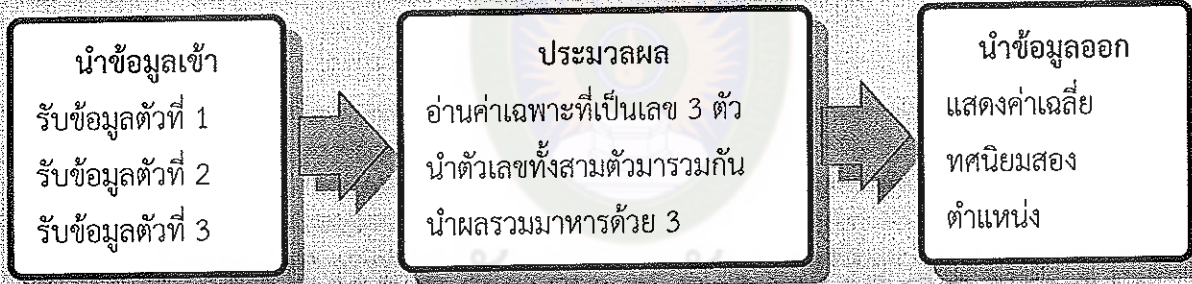 นำข้อมูลเข้า
รับข้อมูลตัวที่ 1
รับข้อมูลตัวที่ 2
รับข้อมูลตัวที่ 3
ประมวลผล
อ่านค่าเฉพาะที่เป็นเลข 3 ตัว
นำตัวเลขทั้งสามตัวมารวมกัน
นำผลรวมมาหารด้วย 3
นำข้อมูลออก
แสดงค่าเฉลี่ย
ทศนิยมสอง
ตำแหน่ง